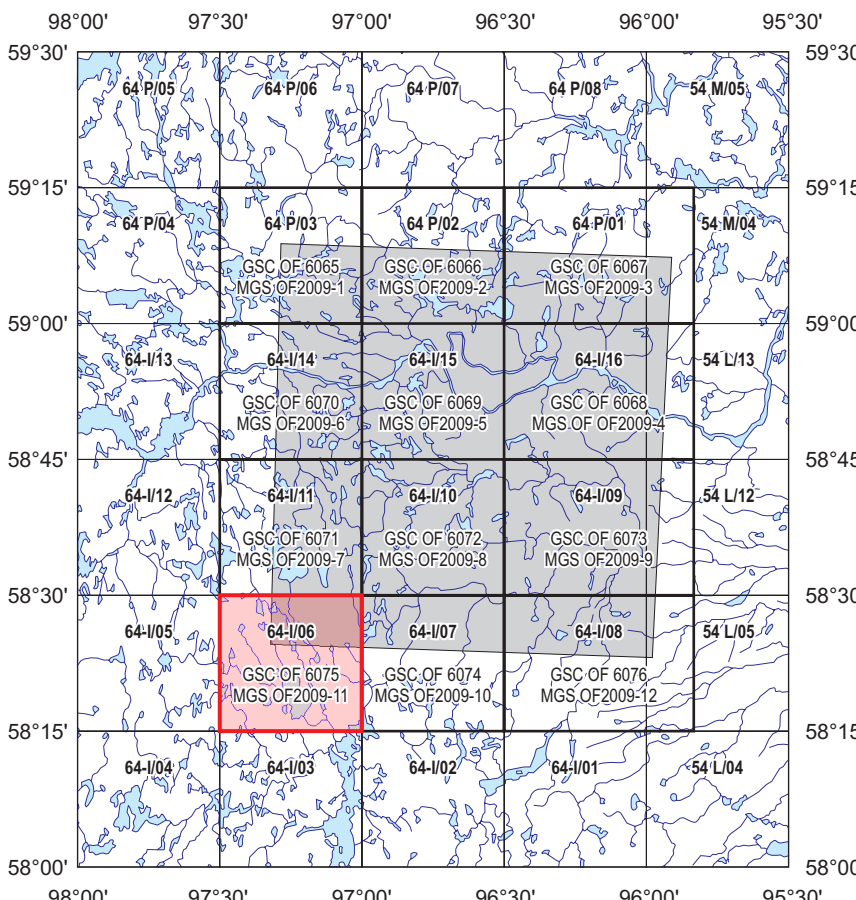 98°00' 97°30' 97°00' 96°30' 96°00' 95°30'
59°30' 59°30'
64 P/05 64 P/06 64 P/07 64 P/08 54 M/05
59°15' 59°15'
64 P/04 64 P/03 64 P/02 64 P/01 54 M/04
GSC OF 6065 GSC OF 6066 GSC OF 6067
MGS OF2009-1 MGS OF2009-2 MGS OF2009-3
59°00' 59°00'
64-I/13 64-I/14 64-I/15 64-I/16 54 L/13
GSC OF 6070 GSC OF 6069 GSC OF 6068
MGS OF2009-6 MGS OF2009-5 MGS OF OF2009-4
58°45' 58°45'
64-I/12 64-I/11 64-I/10 64-I/09 54 L/12
GSC OF 6071 GSC OF 6072 GSC OF 6073
MGS OF2009-7 MGS OF2009-8 MGS OF2009-9
58°30' 58°30'
64-I/05 64-I/06 64-I/07 64-I/08 54 L/05
GSC OF 6075 GSC OF 6074 GSC OF 6076
MGS OF2009-11 MGS OF2009-10 MGS OF2009-12
58°15' 58°15'
64-I/04 64-I/03 64-I/02 64-I/01 54 L/04
58°00' 58°00'
98°00' 97°30' 97°00' 96°30' 96°00' 95°30'